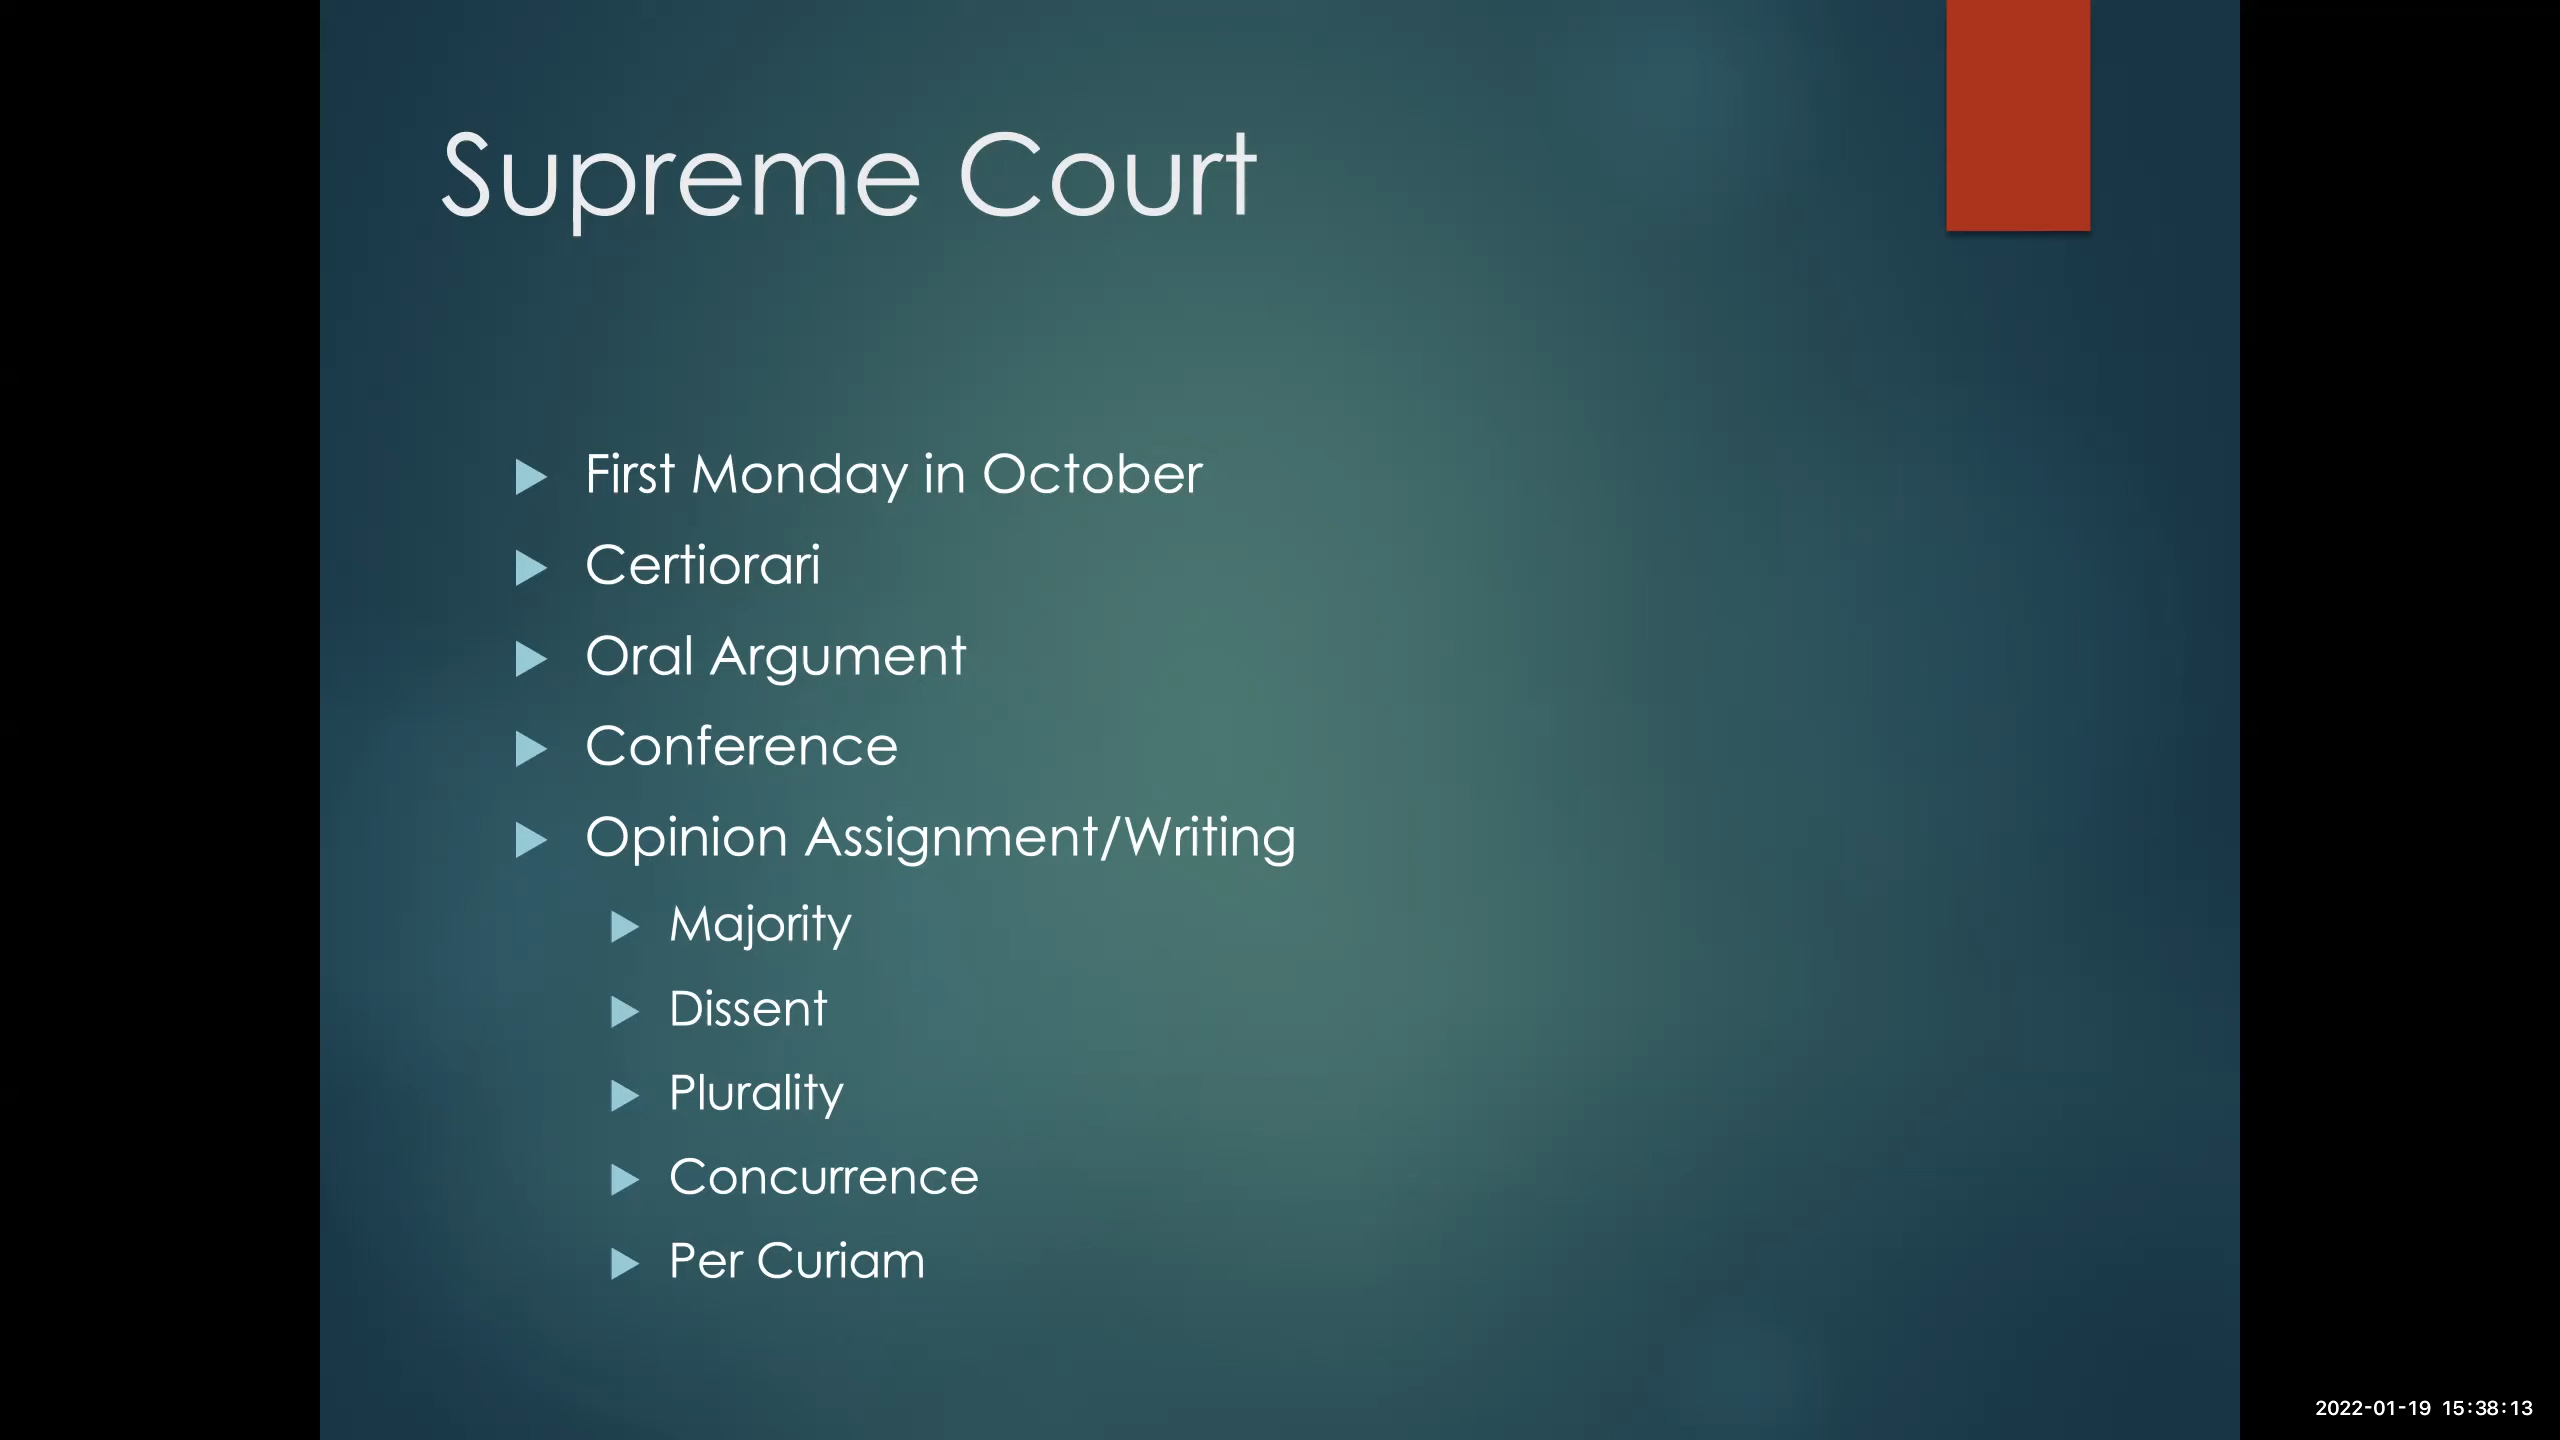 Supreme Court
First Monday in October
Certiorari
Oral Argument
Conference
Opinion Assignment/Writing
Majority
Dissent
Plurality
Concurrence
Per Curiam
2022-01-19 15:38:13